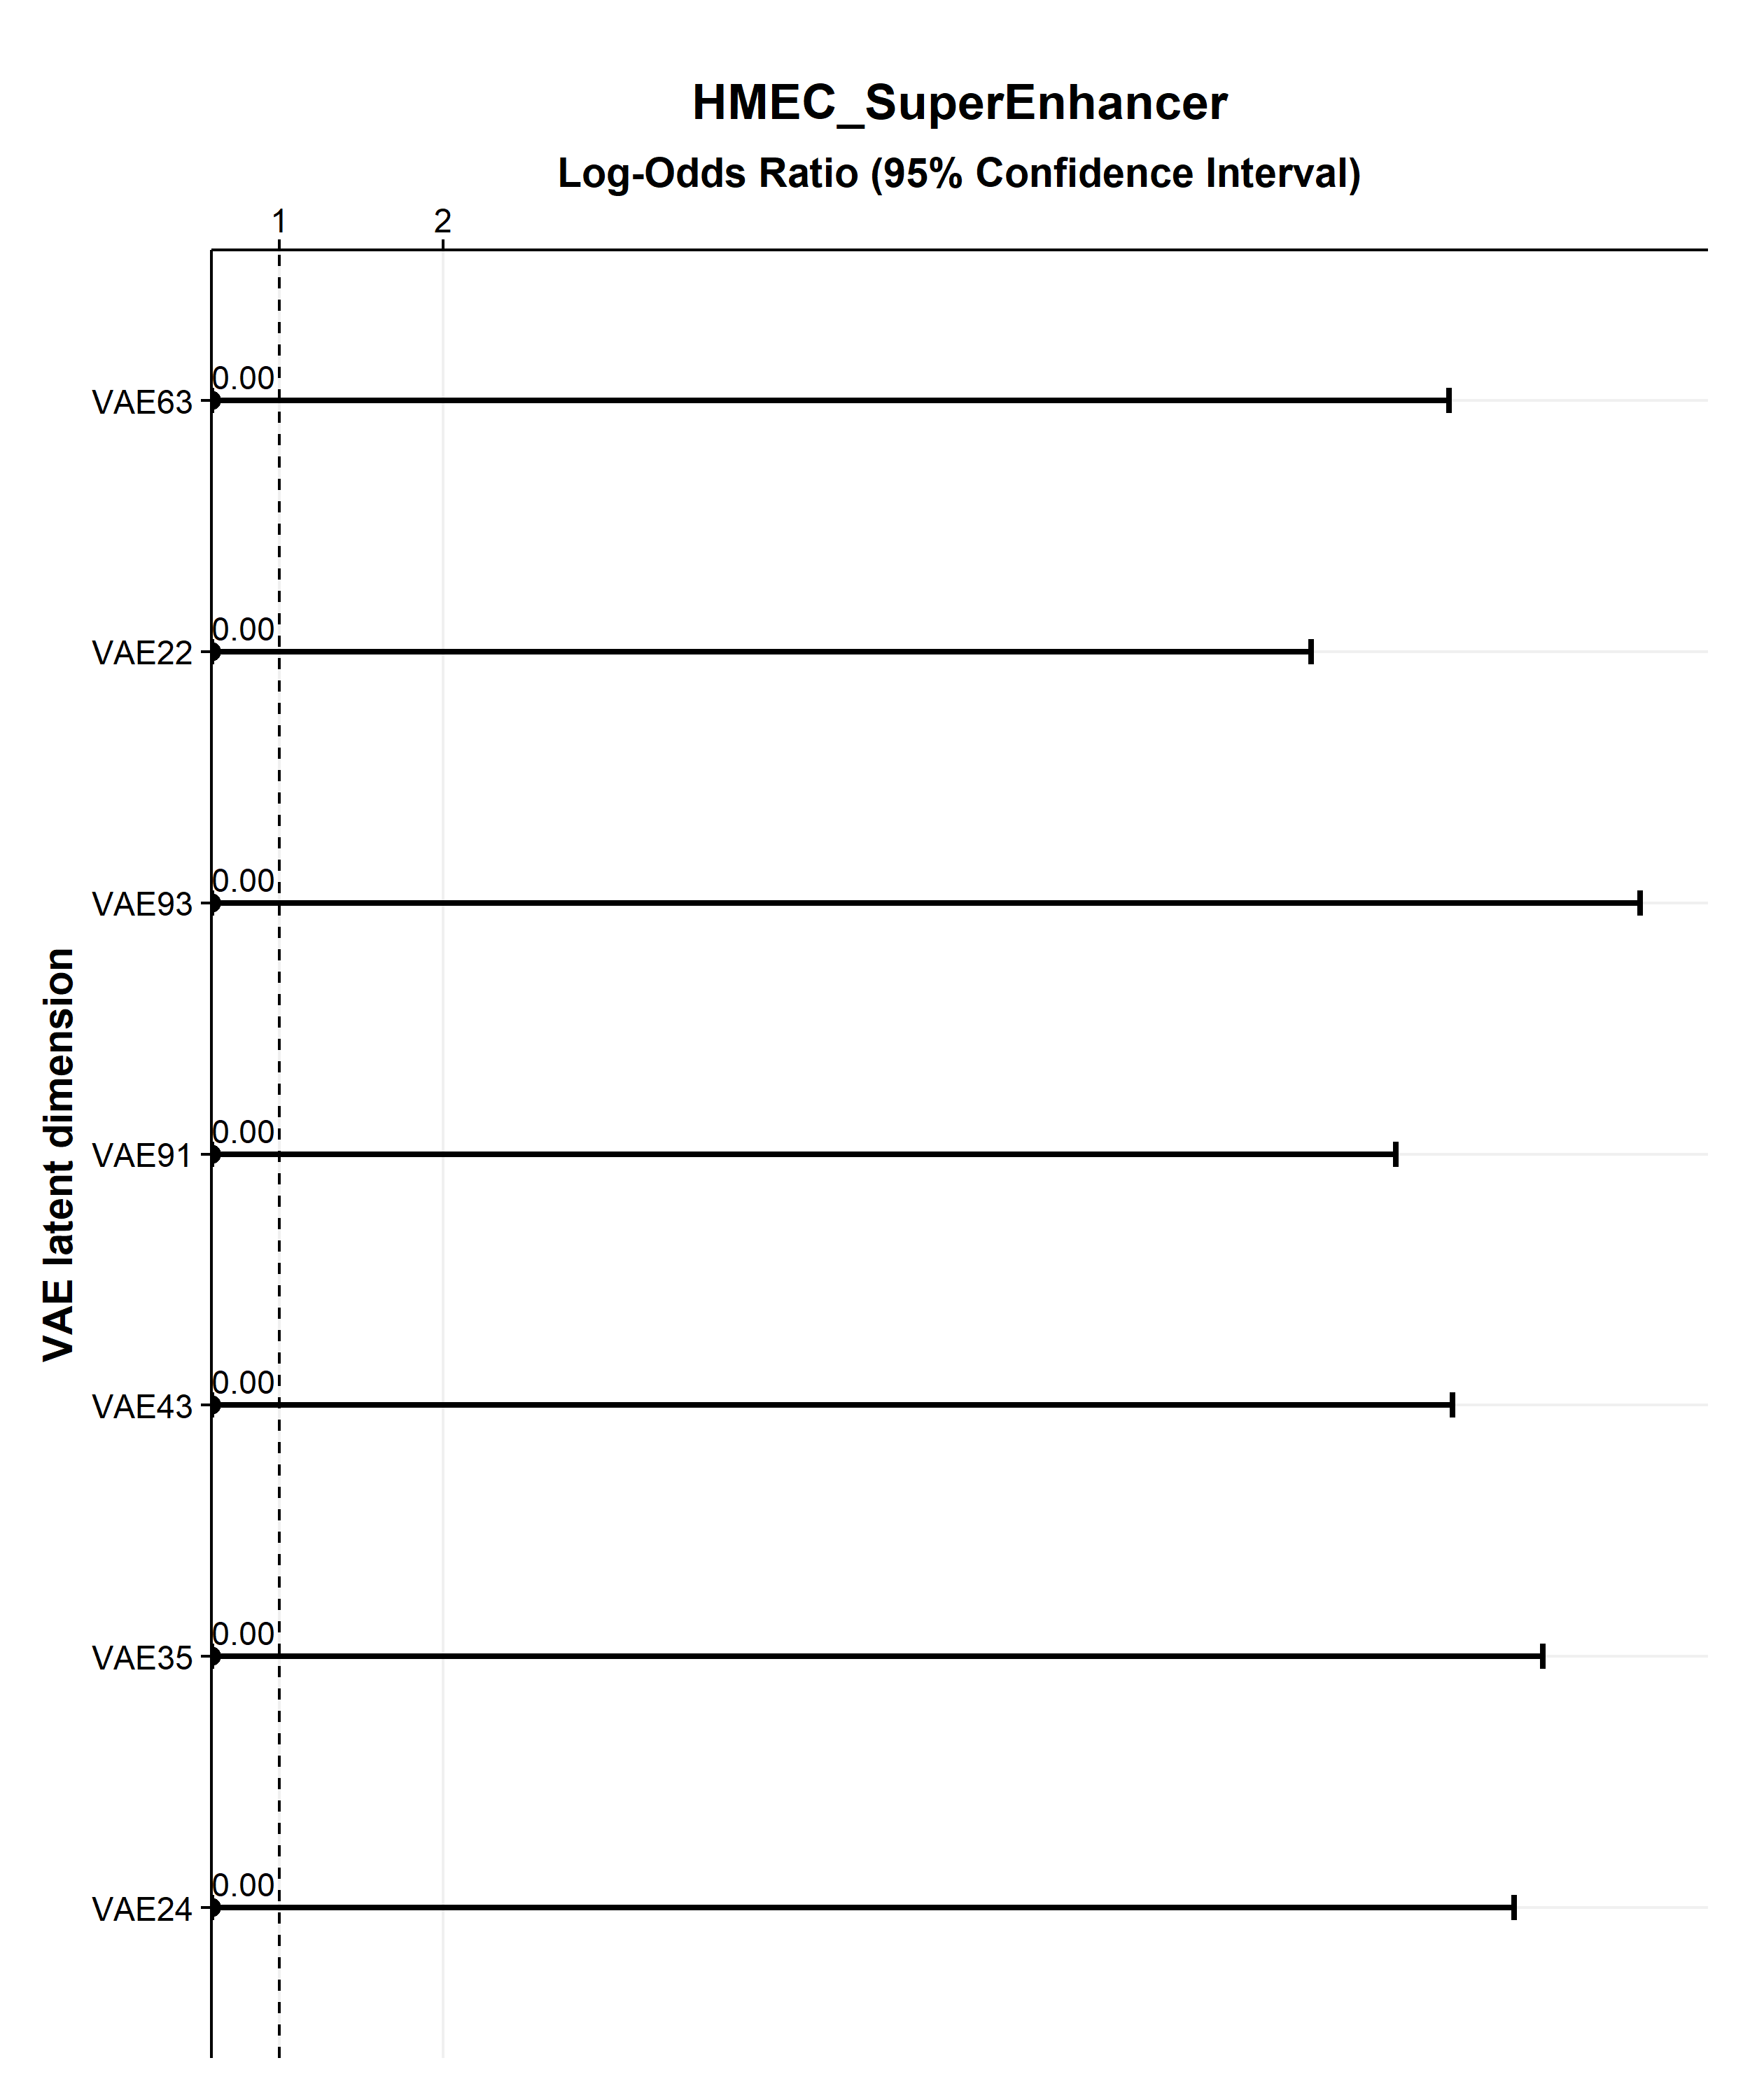 HMEC_SuperEnhancer
Log-Odds Ratio (95% Confidence Interval)
1 2
0.00
VAE63
0.00
VAE22
0.00
VAE93
0.00
VAE91
0.00
VAE43
0.00
VAE35
0.00
VAE24
VAE latent dimension